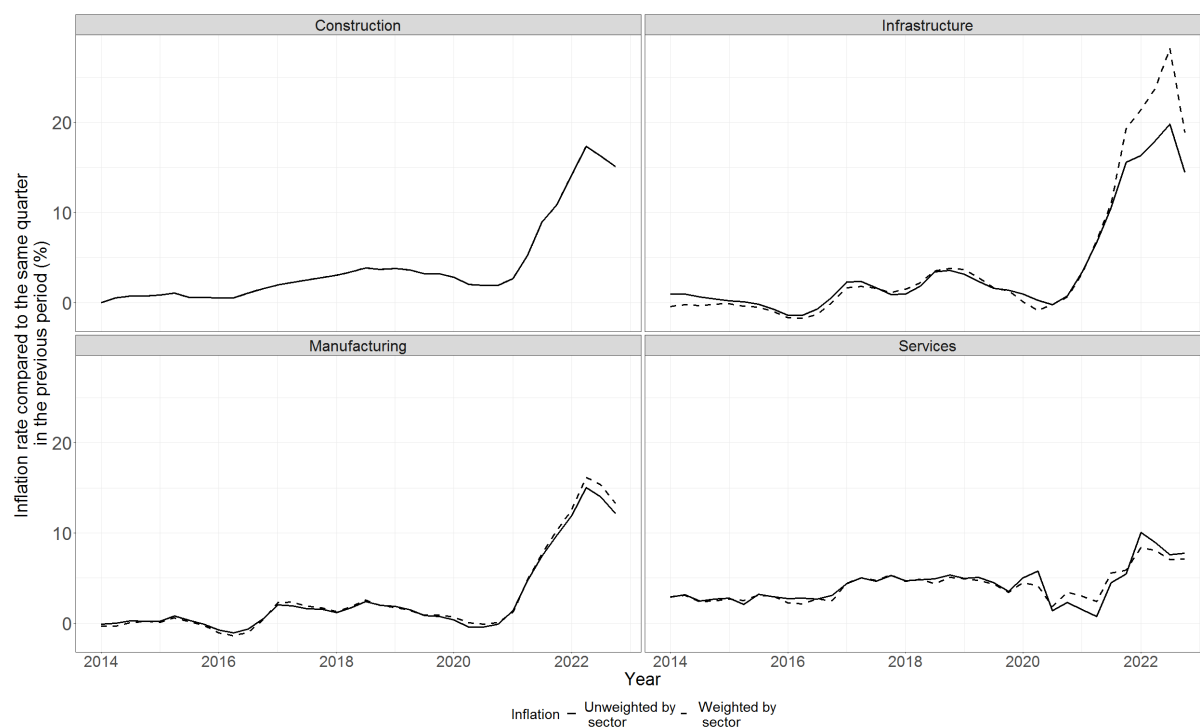 Construction
Infrastructure
20
10
0
Manufacturing
Services
20
10
0
2014
2016
2018
2020
2022
2014
2016
2018
2020
2022
Inflation rate compared to the same quarter
in the previous period (%)
Year
Inflation
Unweighted by
sector
Weighted by
sector